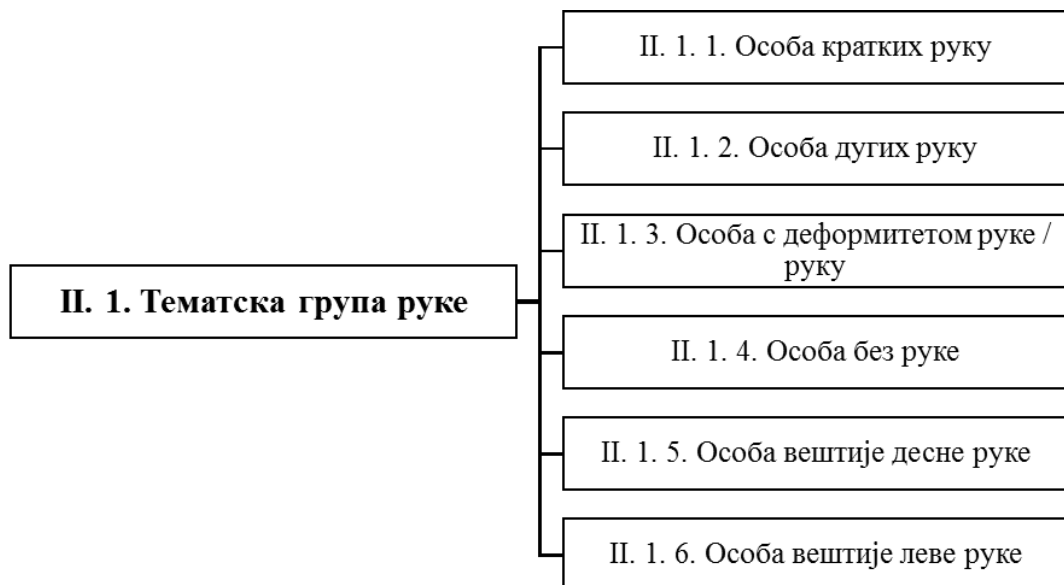 II. 1. Тематска група руке
II. 1. 1. Особа кратких руку
II. 1. 2. Особа дугих руку
II. 1. 3. Особа с деформитетом руке /
руку
II. 1. 4. Особа без руке
II. 1. 5. Особа вештије десне руке
II. 1. 6. Особа вештије леве руке